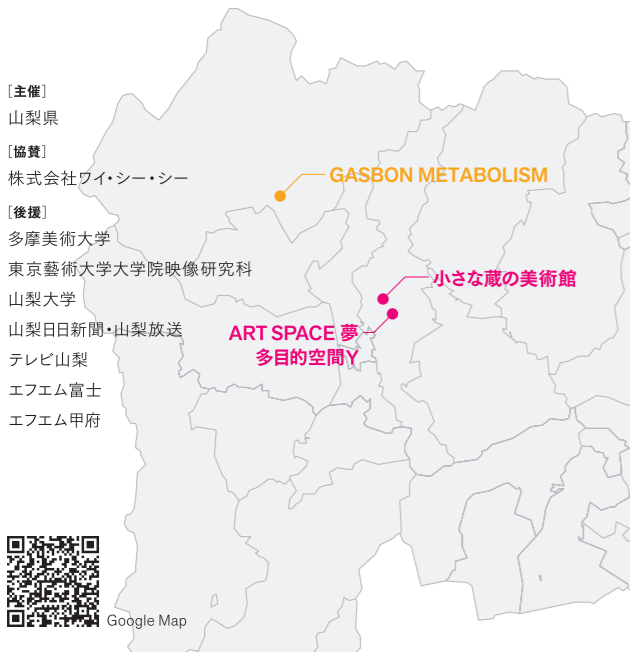 [主催]
山梨県
[協賛]
株式会社ワイ・シー・シー
[後援]
多摩美術大学
東京藝術大学大学院映像研究科
山梨大学
山梨日日新聞・山梨放送
テレビ山梨
エフエム富士
エフエム甲府
GASBON METABOLISM
小さな蔵の美術館
ART SPACE 夢
多目的空間Y
Google Map